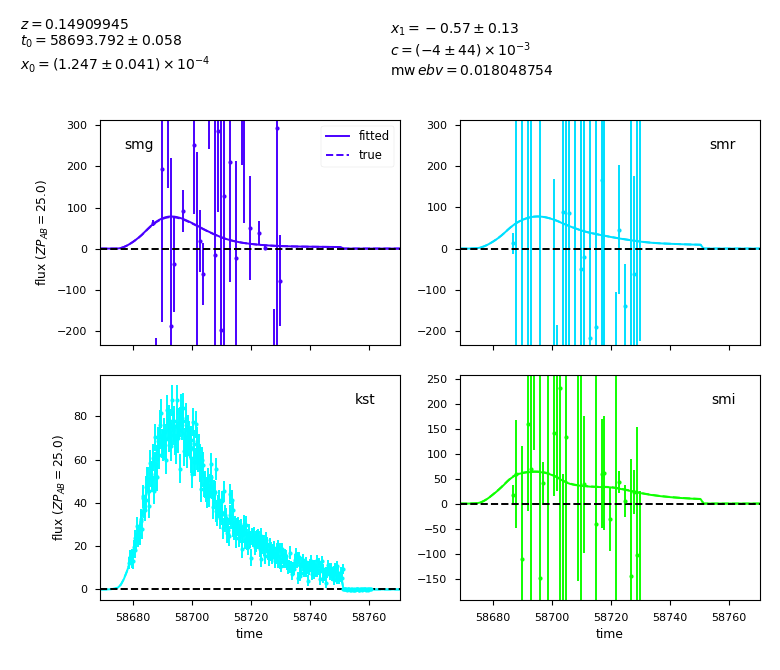 z = 0.14909945
t₀ = 58693.792 ± 0.058
x₀ = (1.247 ± 0.041) × 10⁻⁴
x₁ = −0.57 ± 0.13
c = (−4 ± 44) × 10⁻³
mw ebv = 0.018048754
smg
fitted
true
300
200
100
0
−100
−200
flux (ZP_AB = 25.0)
smr
300
200
100
0
−100
−200
kst
80
60
40
20
0
flux (ZP_AB = 25.0)
58680 58700 58720 58740 58760
time
smi
250
200
150
100
50
0
−50
−100
−150
58680 58700 58720 58740 58760
time